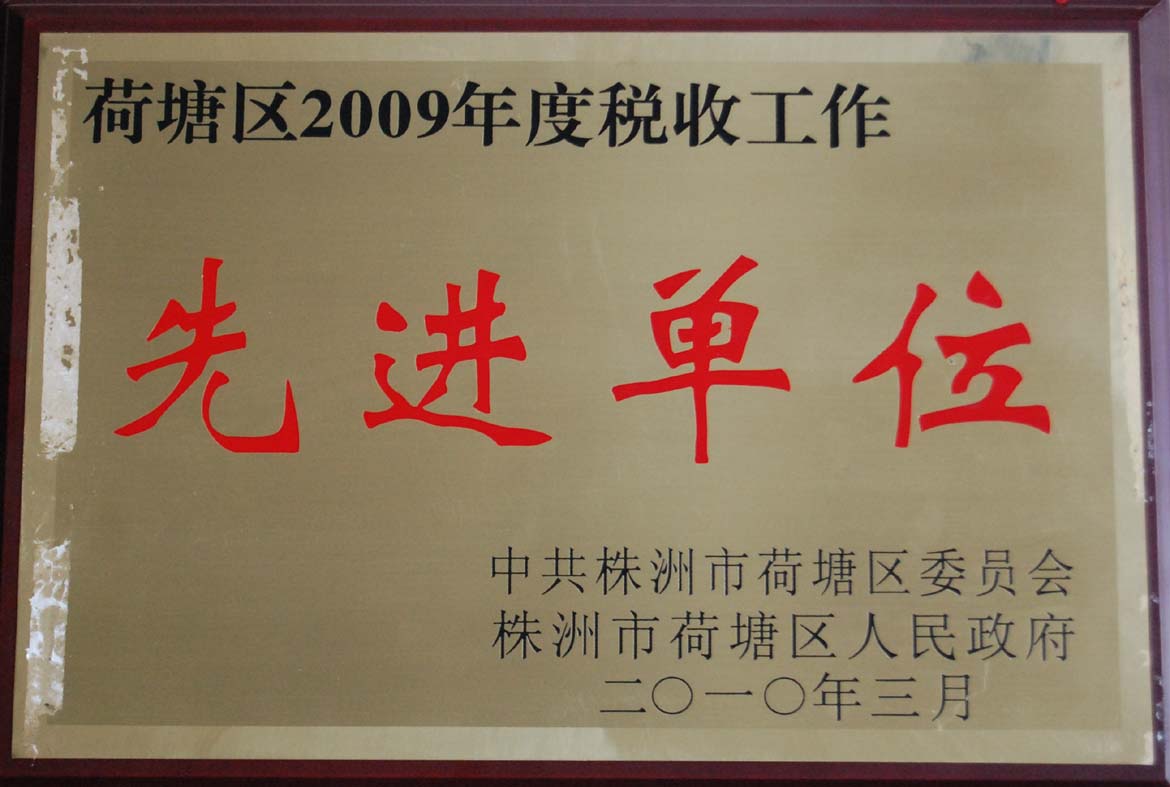 荷塘区2009年度税收工作
先进单位
中共株洲市荷塘区委员会
株洲市荷塘区人民政府
二〇一〇年三月